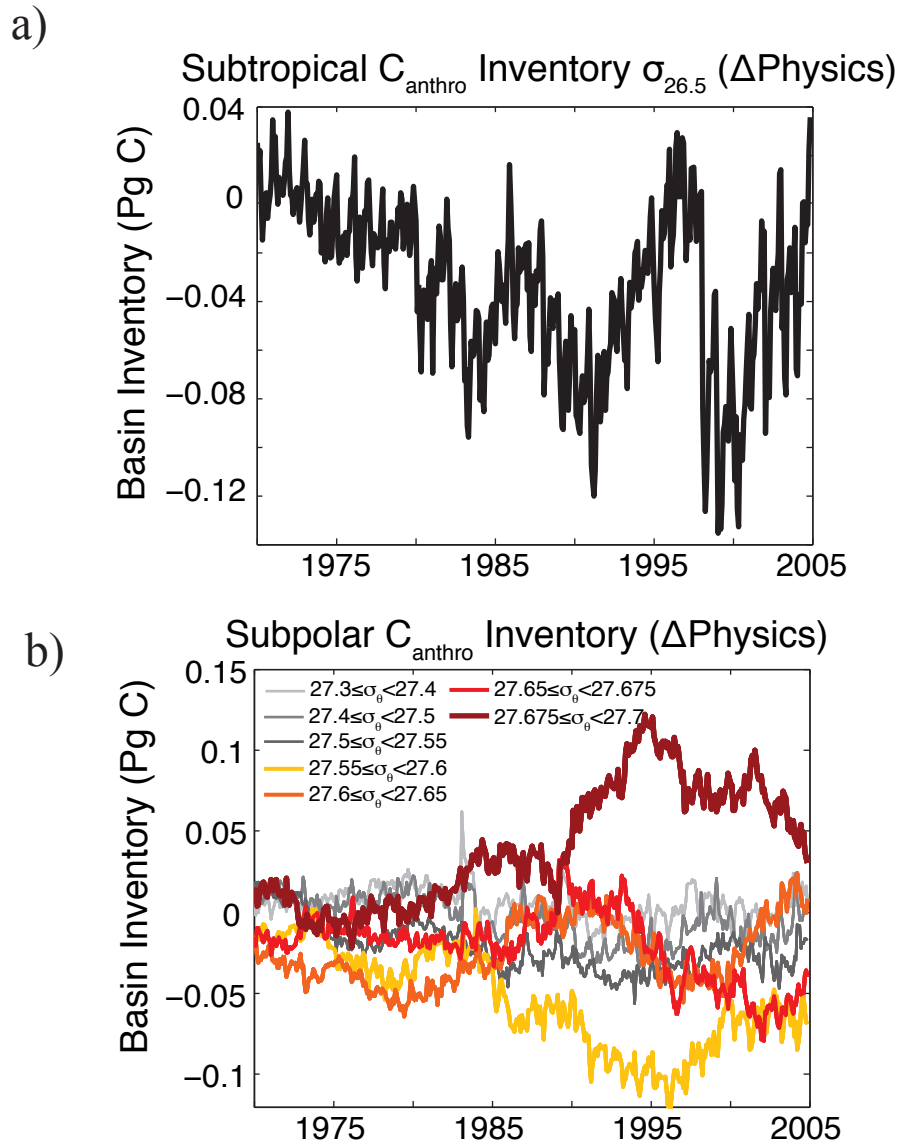 a)
Subtropical C_anthro Inventory σ_26.5 (ΔPhysics)
Basin Inventory (Pg C)
0.04
0
−0.04
−0.08
−0.12
1975 1985 1995 2005
b)
Subpolar C_anthro Inventory (ΔPhysics)
Basin Inventory (Pg C)
0.15
0.1
0.05
0
−0.05
−0.1
27.3≤σ_θ<27.4
27.4≤σ_θ<27.5
27.5≤σ_θ<27.55
27.55≤σ_θ<27.6
27.6≤σ_θ<27.65
27.65≤σ_θ<27.675
27.675≤σ_θ<27.7
1975 1985 1995 2005